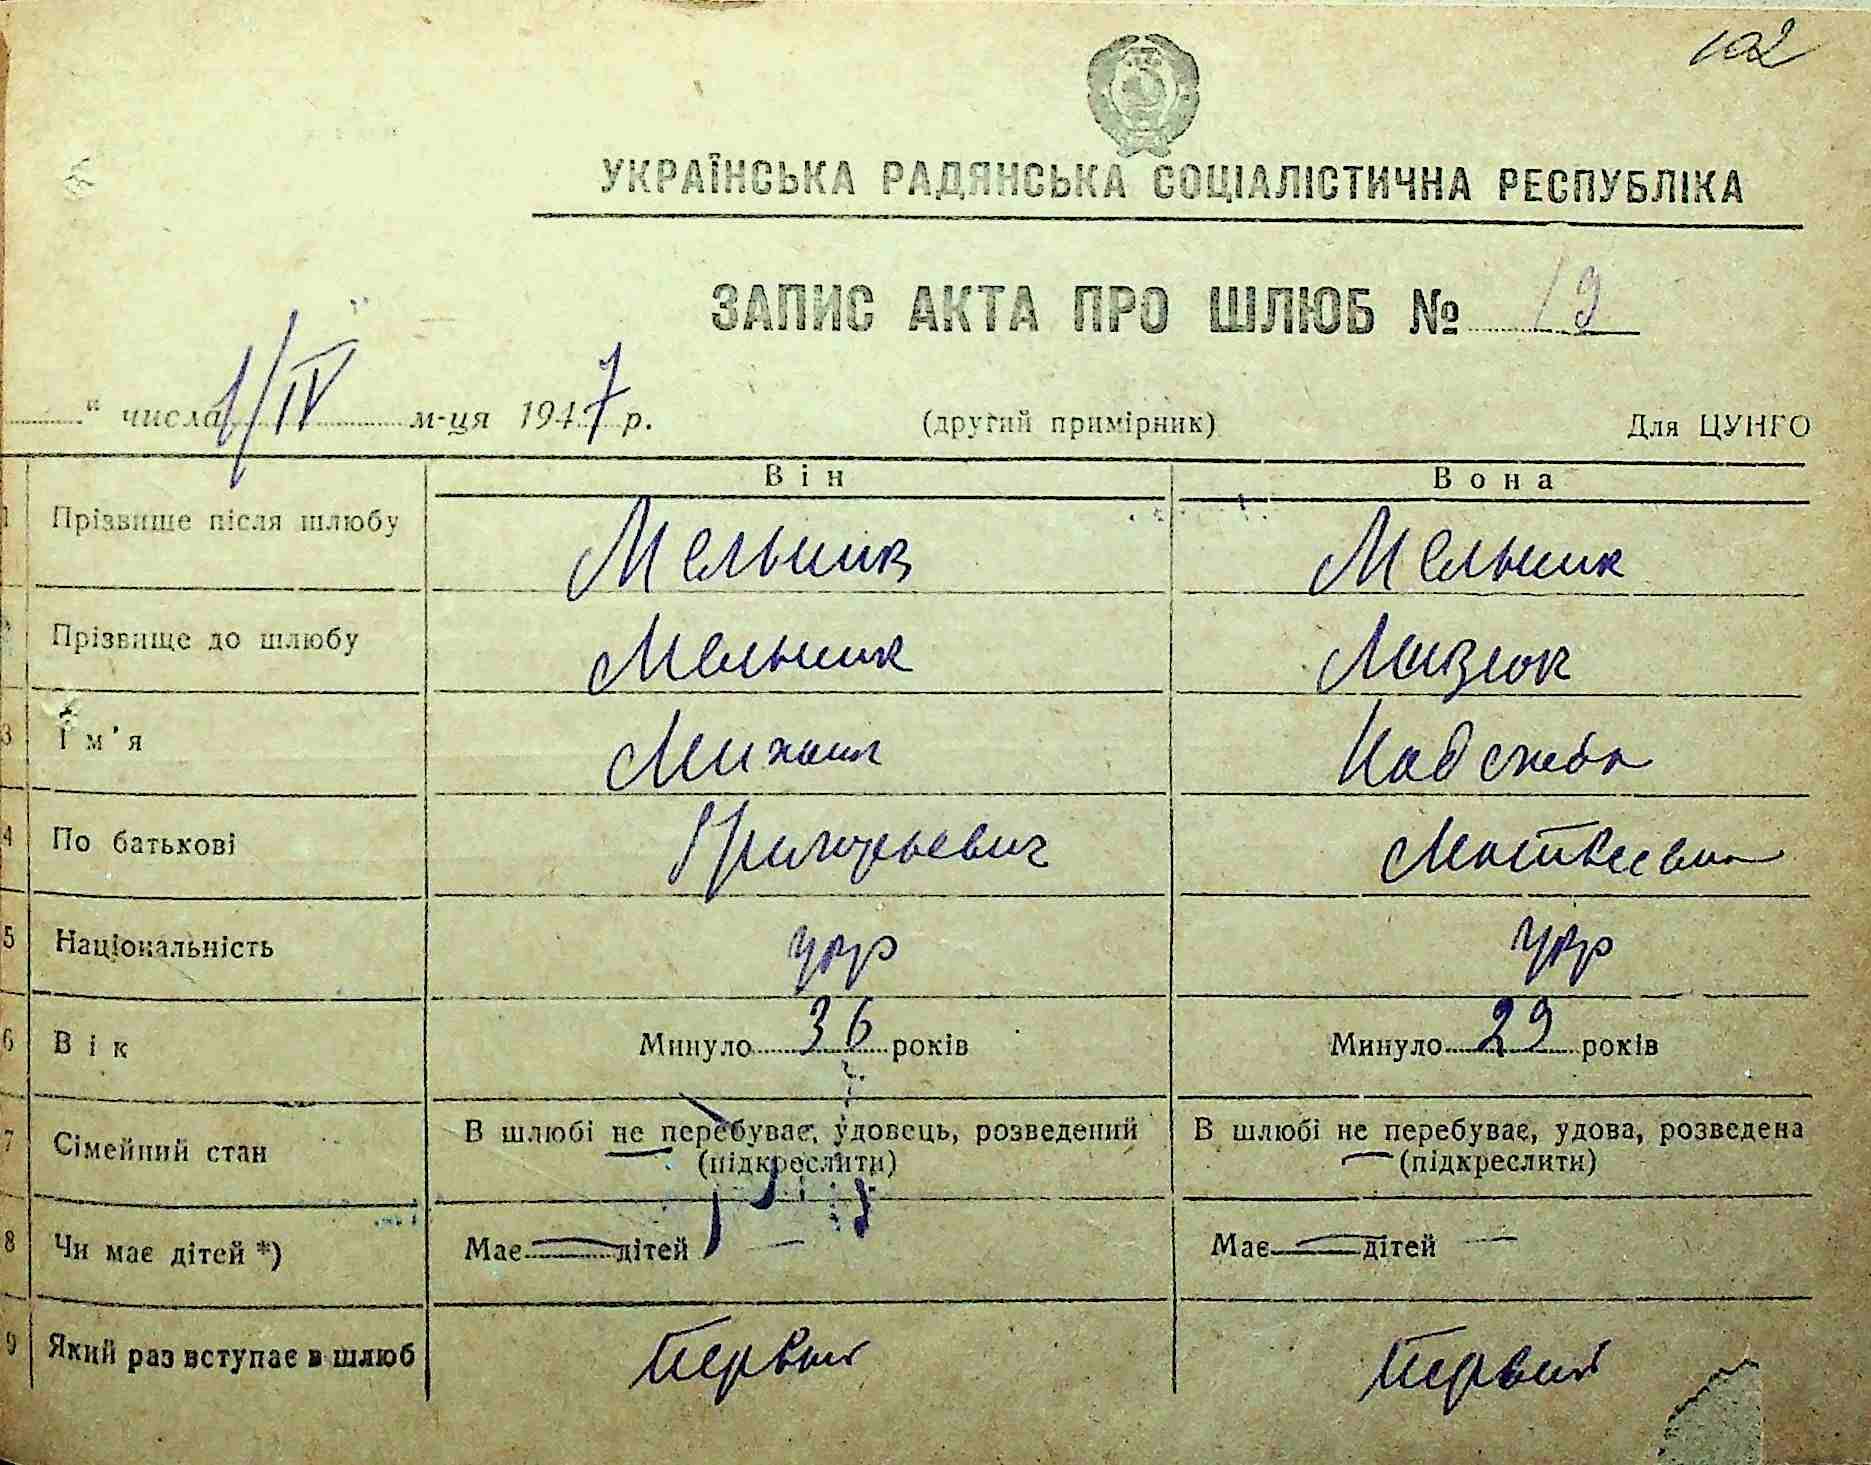 102
УКРАЇНСЬКА РАДЯНСЬКА СОЦІАЛІСТИЧНА РЕСПУБЛІКА
ЗАПИС АКТА ПРО ШЛЮБ № 19
" числа 1/IV м-ця 1947 р. (другий примірник) Для ЦУНГО
Він Вона
1 Прізвище після шлюбу Мельник Мельник
Прізвище до шлюбу Мельник Мизюк
3 Ім'я Михаил Надежда
4 По батькові Григорьевич Матвеевна
5 Національність укр укр
6 Вік Минуло 36 років Минуло 29 років
7 Сімейний стан В шлюбі не перебуває, удовець, розведений (підкреслити) В шлюбі не перебуває, удова, розведена (підкреслити)
8 Чи має дітей *) Має — дітей — Має — дітей —
9 Який раз вступає в шлюб Первый Первый